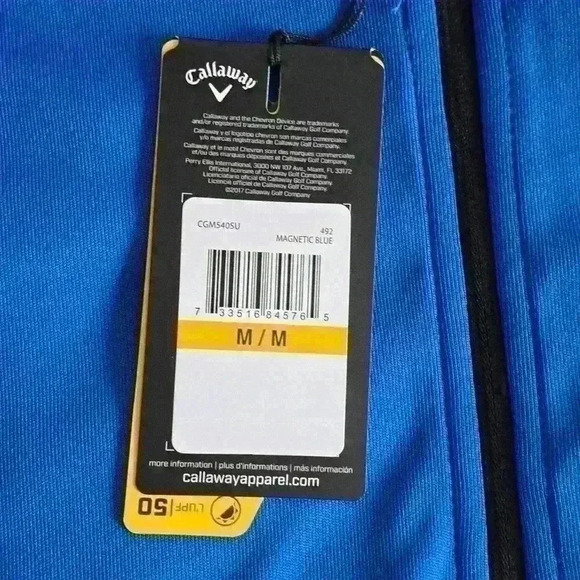 Callaway
Callaway and the Chevron Device are trademarks
and/or registered trademarks of Callaway Golf Company.
Callaway y el logotipo chevron son marcas comerciales
y/o marcas registradas de Callaway Golf Company.
Callaway et le motif Chevron sont des marques commerciales
et/ou des marques déposées et Callaway Golf Company.
Perry Ellis International, 3000 NW 107 Ave, Miami, FL 33172
Official licensee of Callaway Golf Company.
Licenciatario oficial de Callaway Golf Company.
Licencié officiel de Callaway Golf Company.
©2017 Callaway Golf Company
CGM540SU
492
MAGNETIC BLUE
7 33516 84576 5
M / M
more information | plus d'informations | más información
callawayapparel.com
L'UPF 50